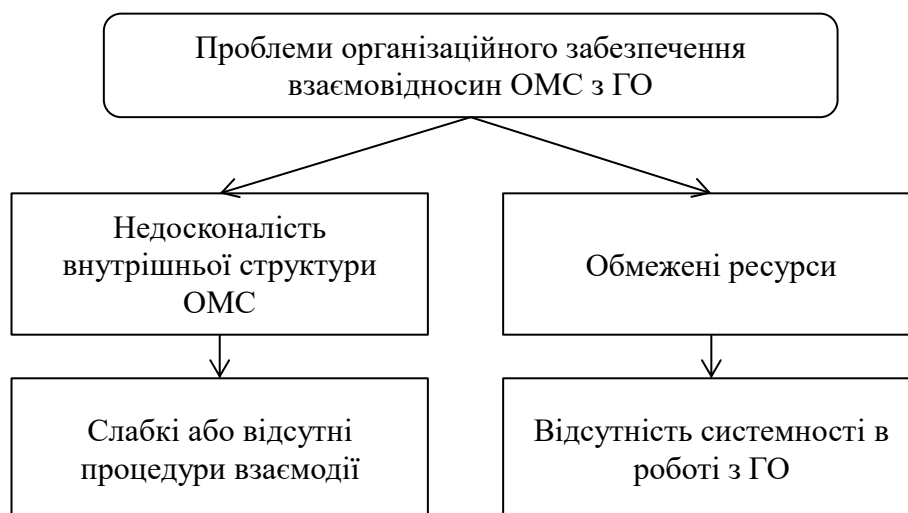 Проблеми організаційного забезпечення
взаємовідносин ОМС з ГО
Недосконалість
внутрішньої структури
ОМС
Обмежені ресурси
Слабкі або відсутні
процедури взаємодії
Відсутність системності в
роботі з ГО